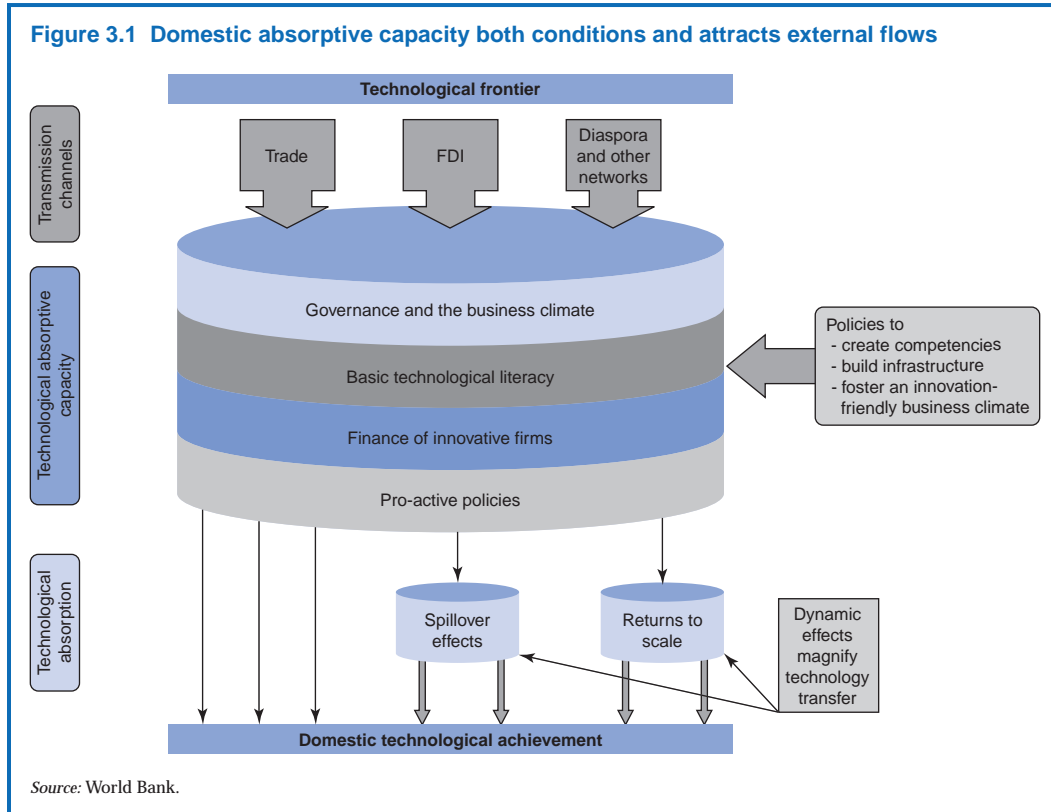 Figure 3.1 Domestic absorptive capacity both conditions and attracts external flows
Technological frontier
Transmission
channels
Trade
FDI
Diaspora
and other
networks
Technological absorptive
capacity
Governance and the business climate
Basic technological literacy
Finance of innovative firms
Pro-active policies
Policies to
- create competencies
- build infrastructure
- foster an innovation-
friendly business climate
Technological
absorption
Spillover
effects
Returns to
scale
Dynamic
effects
magnify
technology
transfer
Domestic technological achievement
Source: World Bank.